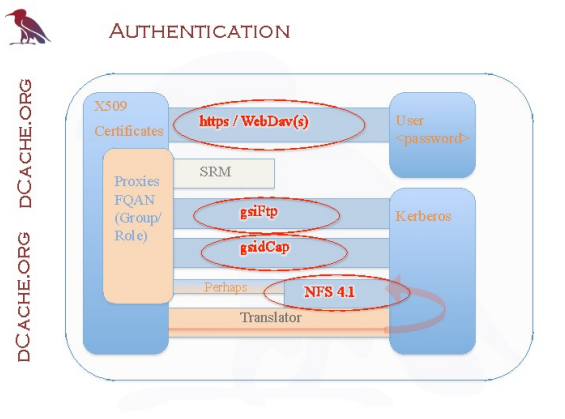 AUTHENTICATION
DCACHE.ORG
DCACHE.ORG
X509
Certificates
https / WebDav(s)
User
<password>
Proxies
FQAN
(Group/
Role)
SRM
gsiFtp
Kerberos
gsidCap
Perhaps
NFS 4.1
Translator